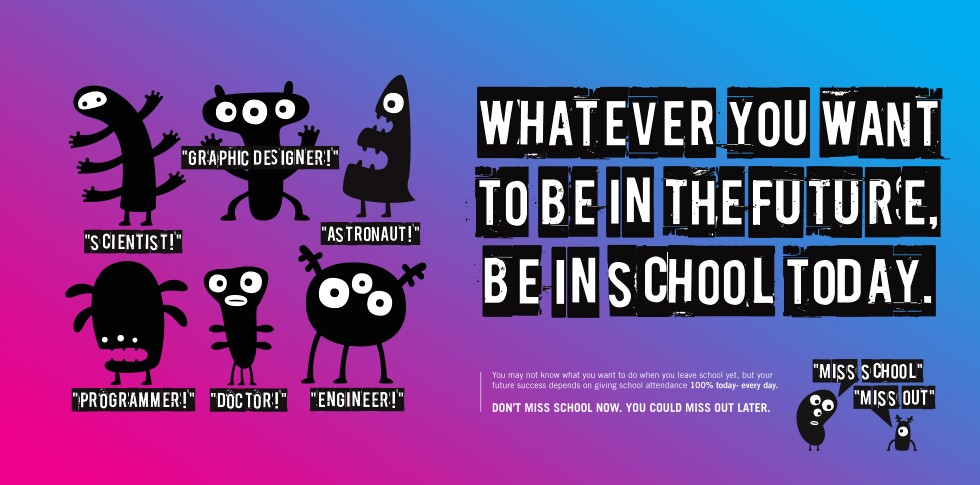 "GRAPHIC DESIGNER!"
"SCIENTIST!"
"ASTRONAUT!"
"PROGRAMMER!"
"DOCTOR!"
"ENGINEER!"
WHATEVER YOU WANT
TO BE IN THE FUTURE,
BE IN SCHOOL TODAY.
You may not know what you want to do when you leave school yet, but your
future success depends on giving school attendance 100% today- every day.
DON'T MISS SCHOOL NOW. YOU COULD MISS OUT LATER.
"MISS SCHOOL"
"MISS OUT"